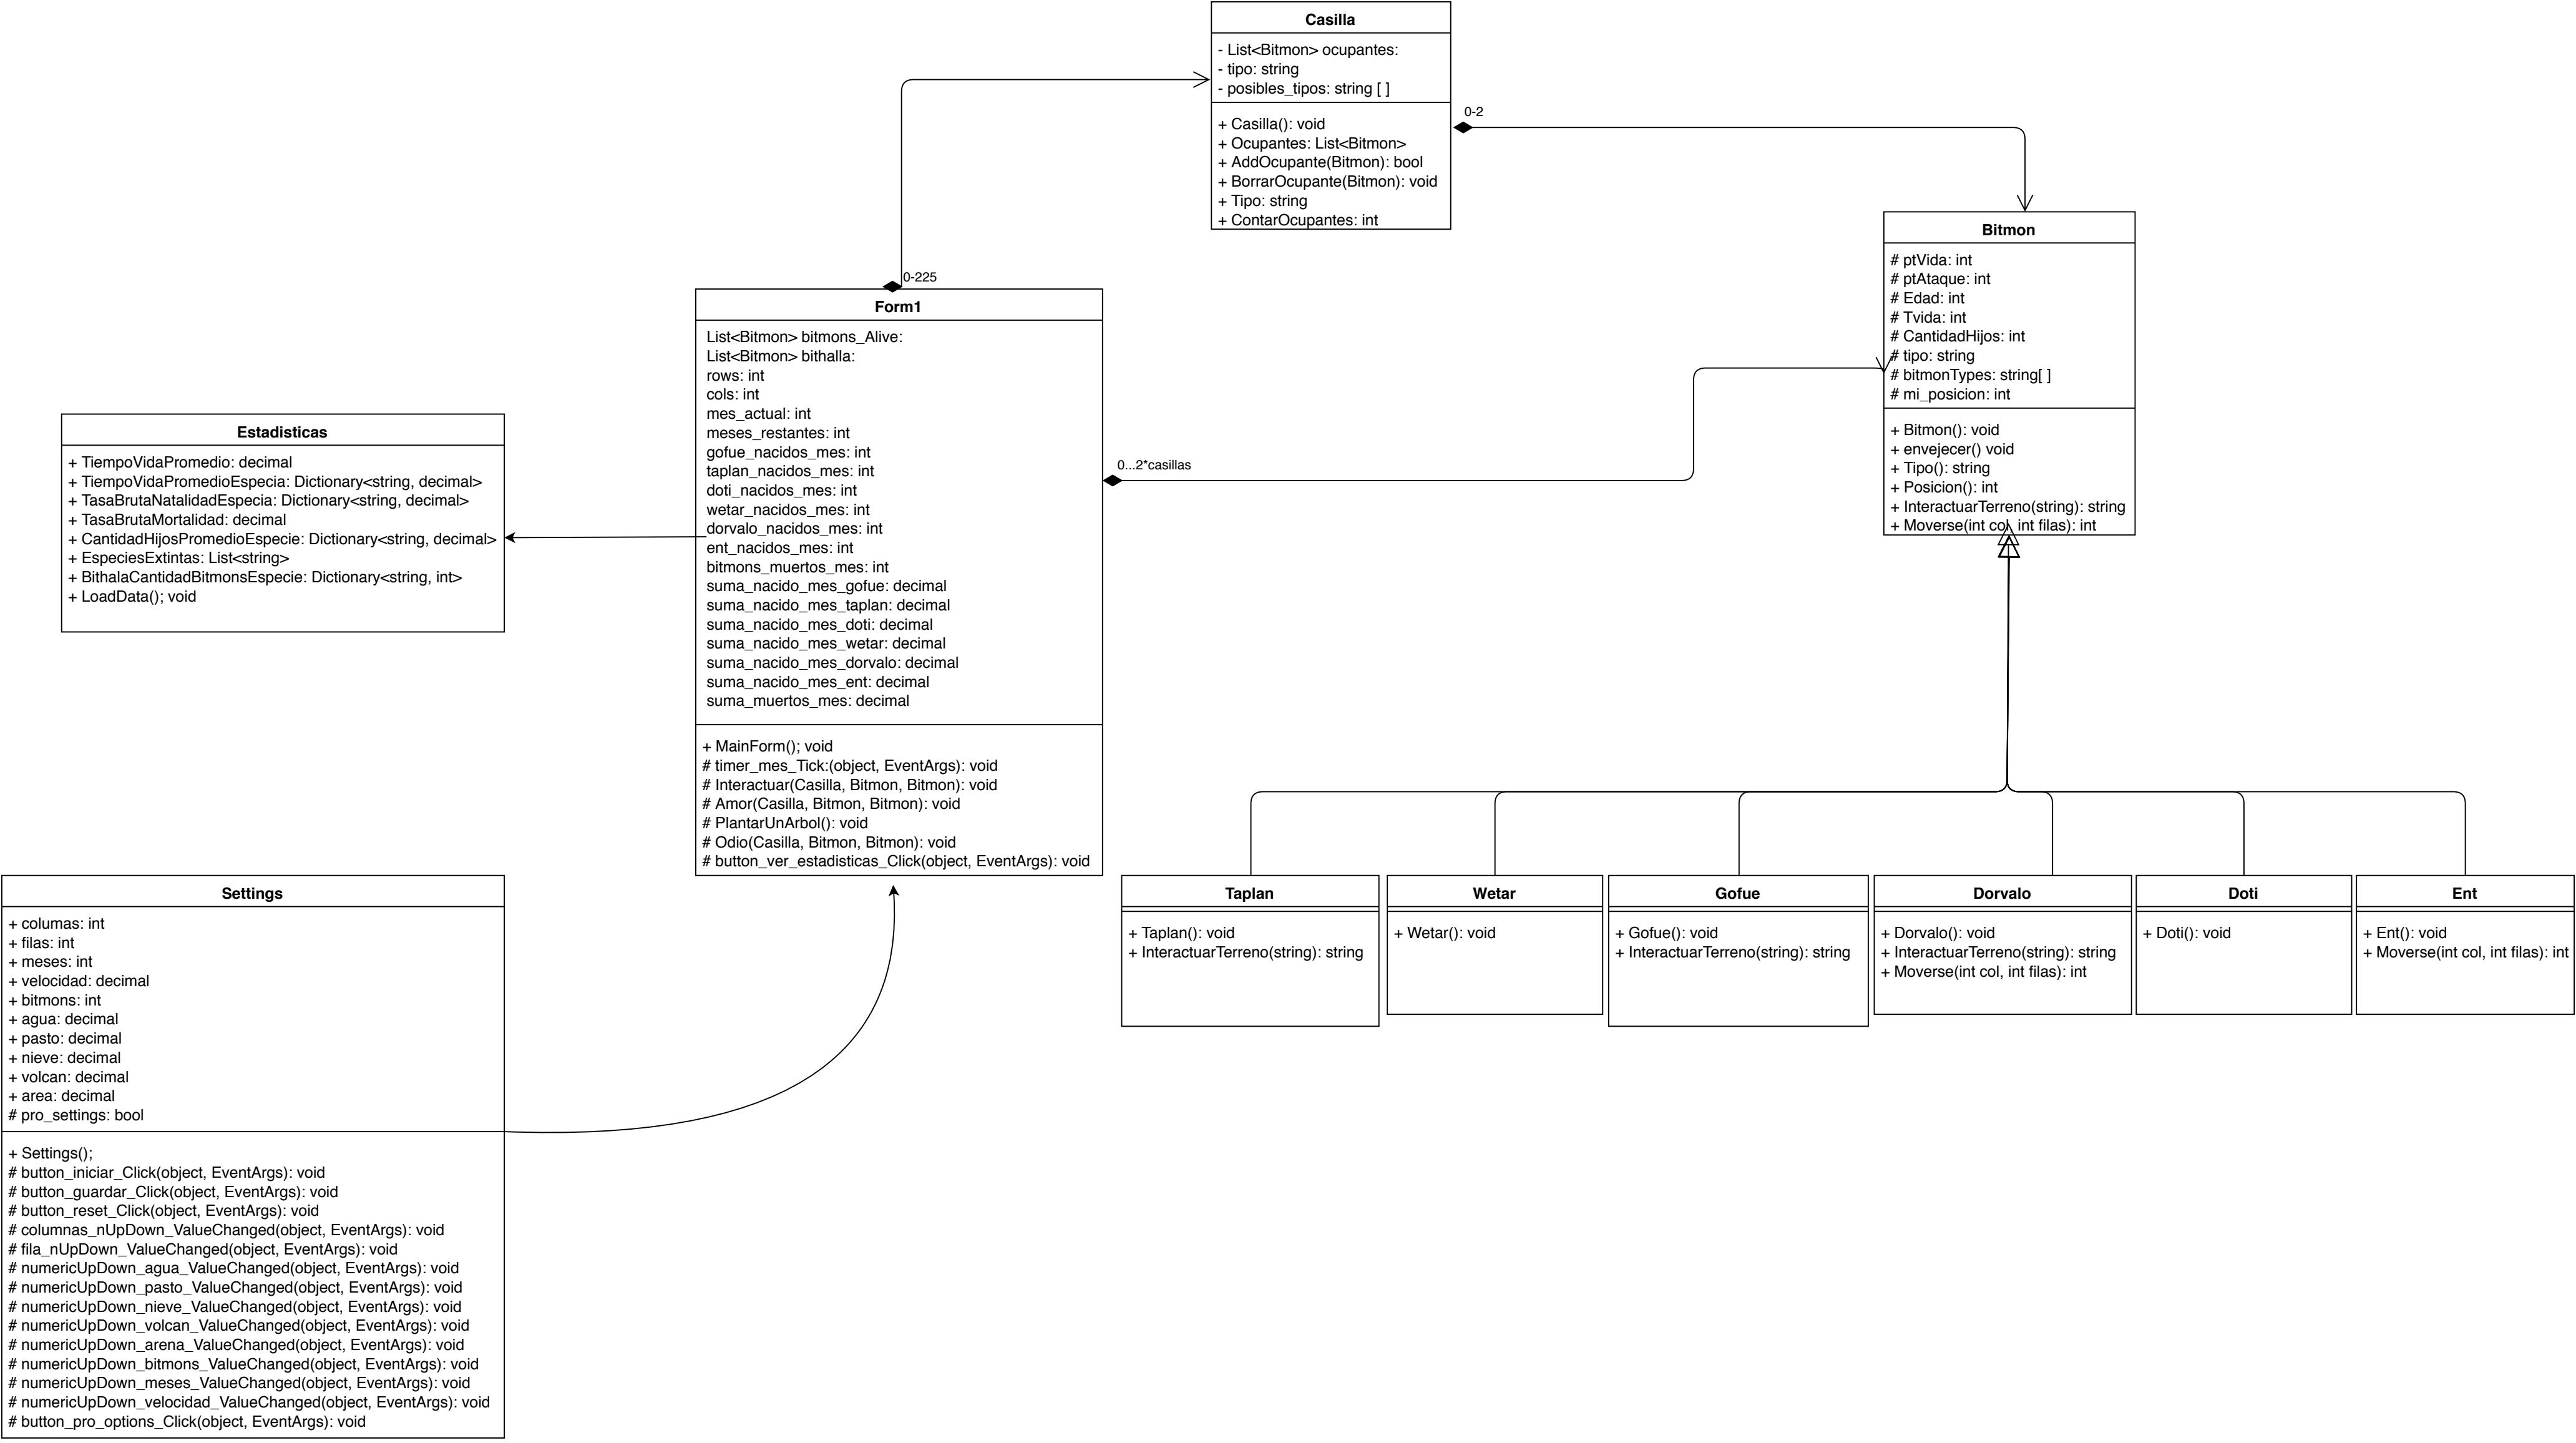 Casilla
- List<Bitmon> ocupantes:
- tipo: string
- posibles_tipos: string [ ]
+ Casilla(): void
+ Ocupantes: List<Bitmon>
+ AddOcupante(Bitmon): bool
+ BorrarOcupante(Bitmon): void
+ Tipo: string
+ ContarOcupantes: int
0-2
Bitmon
# ptVida: int
# ptAtaque: int
# Edad: int
# Tvida: int
# CantidadHijos: int
# tipo: string
# bitmonTypes: string[ ]
# mi_posicion: int
+ Bitmon(): void
+ envejecer() void
+ Tipo(): string
+ Posicion(): int
+ InteractuarTerreno(string): string
+ Moverse(int col, int filas): int
0-225
Form1
List<Bitmon> bitmons_Alive:
List<Bitmon> bithalla:
rows: int
cols: int
mes_actual: int
meses_restantes: int
gofue_nacidos_mes: int
taplan_nacidos_mes: int
doti_nacidos_mes: int
wetar_nacidos_mes: int
dorvalo_nacidos_mes: int
ent_nacidos_mes: int
bitmons_muertos_mes: int
suma_nacido_mes_gofue: decimal
suma_nacido_mes_taplan: decimal
suma_nacido_mes_doti: decimal
suma_nacido_mes_wetar: decimal
suma_nacido_mes_dorvalo: decimal
suma_nacido_mes_ent: decimal
suma_muertos_mes: decimal
+ MainForm(); void
# timer_mes_Tick:(object, EventArgs): void
# Interactuar(Casilla, Bitmon, Bitmon): void
# Amor(Casilla, Bitmon, Bitmon): void
# PlantarUnArbol(): void
# Odio(Casilla, Bitmon, Bitmon): void
# button_ver_estadisticas_Click(object, EventArgs): void
0...2*casillas
Estadisticas
+ TiempoVidaPromedio: decimal
+ TiempoVidaPromedioEspecia: Dictionary<string, decimal>
+ TasaBrutaNatalidadEspecia: Dictionary<string, decimal>
+ TasaBrutaMortalidad: decimal
+ CantidadHijosPromedioEspecie: Dictionary<string, decimal>
+ EspeciesExtintas: List<string>
+ BithalaCantidadBitmonsEspecie: Dictionary<string, int>
+ LoadData(); void
Settings
+ columas: int
+ filas: int
+ meses: int
+ velocidad: decimal
+ bitmons: int
+ agua: decimal
+ pasto: decimal
+ nieve: decimal
+ volcan: decimal
+ area: decimal
# pro_settings: bool
+ Settings();
# button_iniciar_Click(object, EventArgs): void
# button_guardar_Click(object, EventArgs): void
# button_reset_Click(object, EventArgs): void
# columnas_nUpDown_ValueChanged(object, EventArgs): void
# fila_nUpDown_ValueChanged(object, EventArgs): void
# numericUpDown_agua_ValueChanged(object, EventArgs): void
# numericUpDown_pasto_ValueChanged(object, EventArgs): void
# numericUpDown_nieve_ValueChanged(object, EventArgs): void
# numericUpDown_volcan_ValueChanged(object, EventArgs): void
# numericUpDown_arena_ValueChanged(object, EventArgs): void
# numericUpDown_bitmons_ValueChanged(object, EventArgs): void
# numericUpDown_meses_ValueChanged(object, EventArgs): void
# numericUpDown_velocidad_ValueChanged(object, EventArgs): void
# button_pro_options_Click(object, EventArgs): void
Taplan
+ Taplan(): void
+ InteractuarTerreno(string): string
Wetar
+ Wetar(): void
Gofue
+ Gofue(): void
+ InteractuarTerreno(string): string
Dorvalo
+ Dorvalo(): void
+ InteractuarTerreno(string): string
+ Moverse(int col, int filas): int
Doti
+ Doti(): void
Ent
+ Ent(): void
+ Moverse(int col, int filas): int